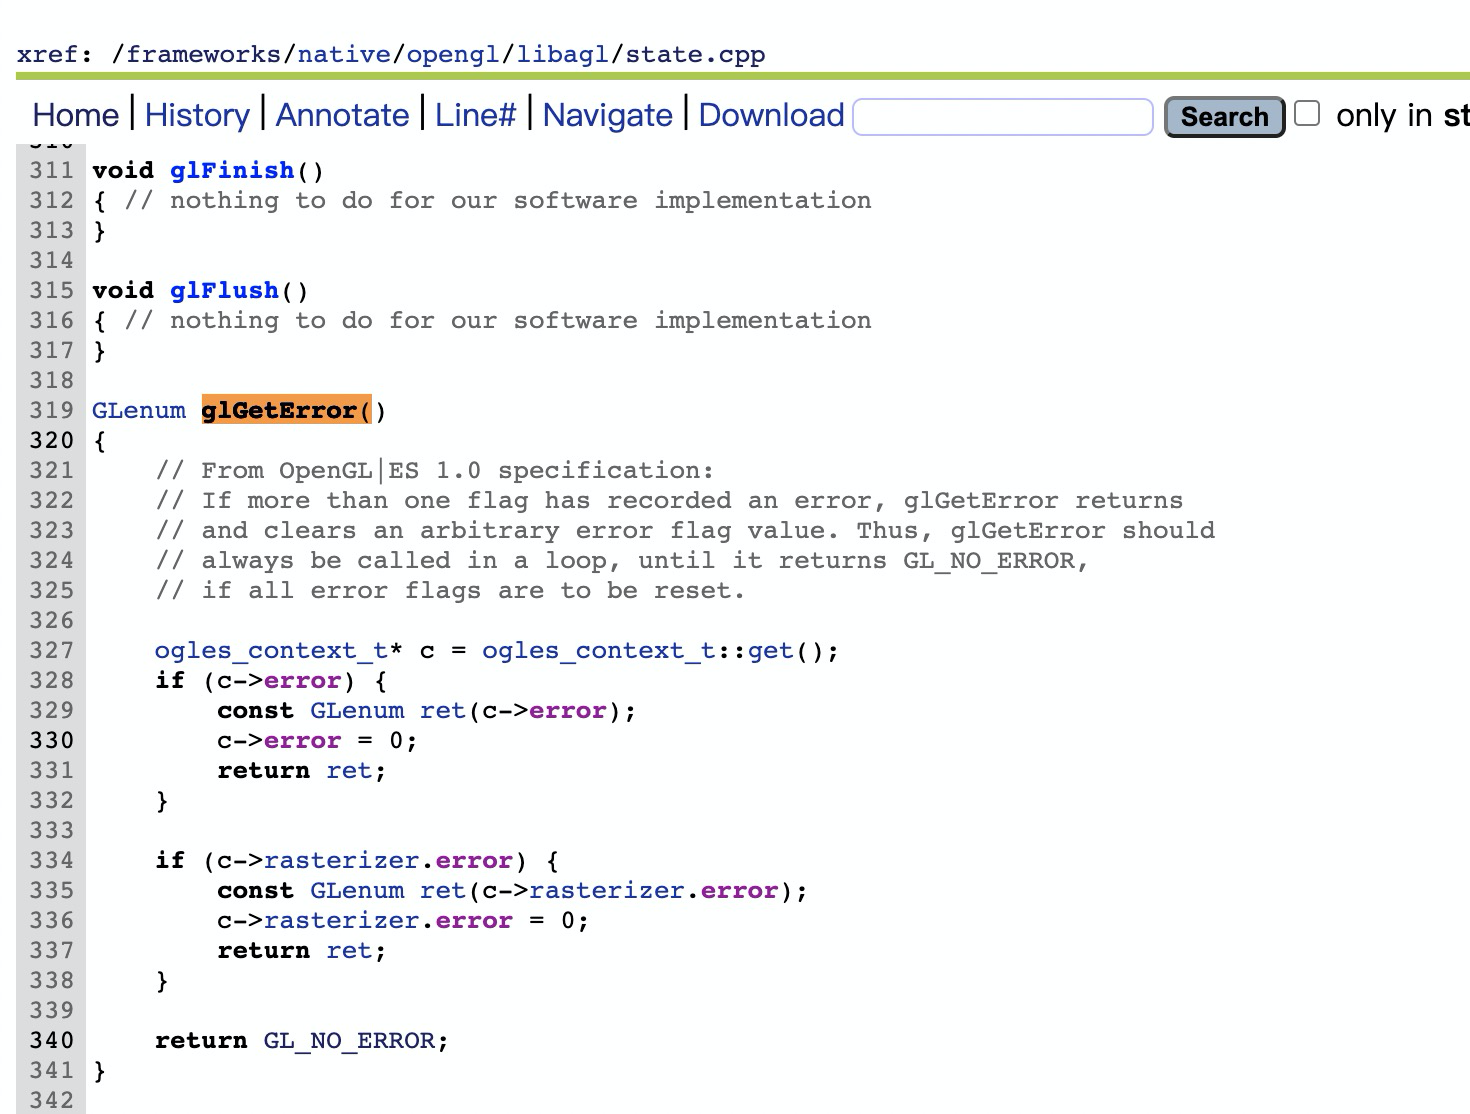 xref: /frameworks/native/opengl/libagl/state.cpp
Home | History | Annotate | Line# | Navigate | Download Search only in st
310
311 void glFinish()
312 { // nothing to do for our software implementation
313 }
314
315 void glFlush()
316 { // nothing to do for our software implementation
317 }
318
319 GLenum glGetError()
320 {
321     // From OpenGL|ES 1.0 specification:
322     // If more than one flag has recorded an error, glGetError returns
323     // and clears an arbitrary error flag value. Thus, glGetError should
324     // always be called in a loop, until it returns GL_NO_ERROR,
325     // if all error flags are to be reset.
326
327     ogles_context_t* c = ogles_context_t::get();
328     if (c->error) {
329         const GLenum ret(c->error);
330         c->error = 0;
331         return ret;
332     }
333
334     if (c->rasterizer.error) {
335         const GLenum ret(c->rasterizer.error);
336         c->rasterizer.error = 0;
337         return ret;
338     }
339
340     return GL_NO_ERROR;
341 }
342